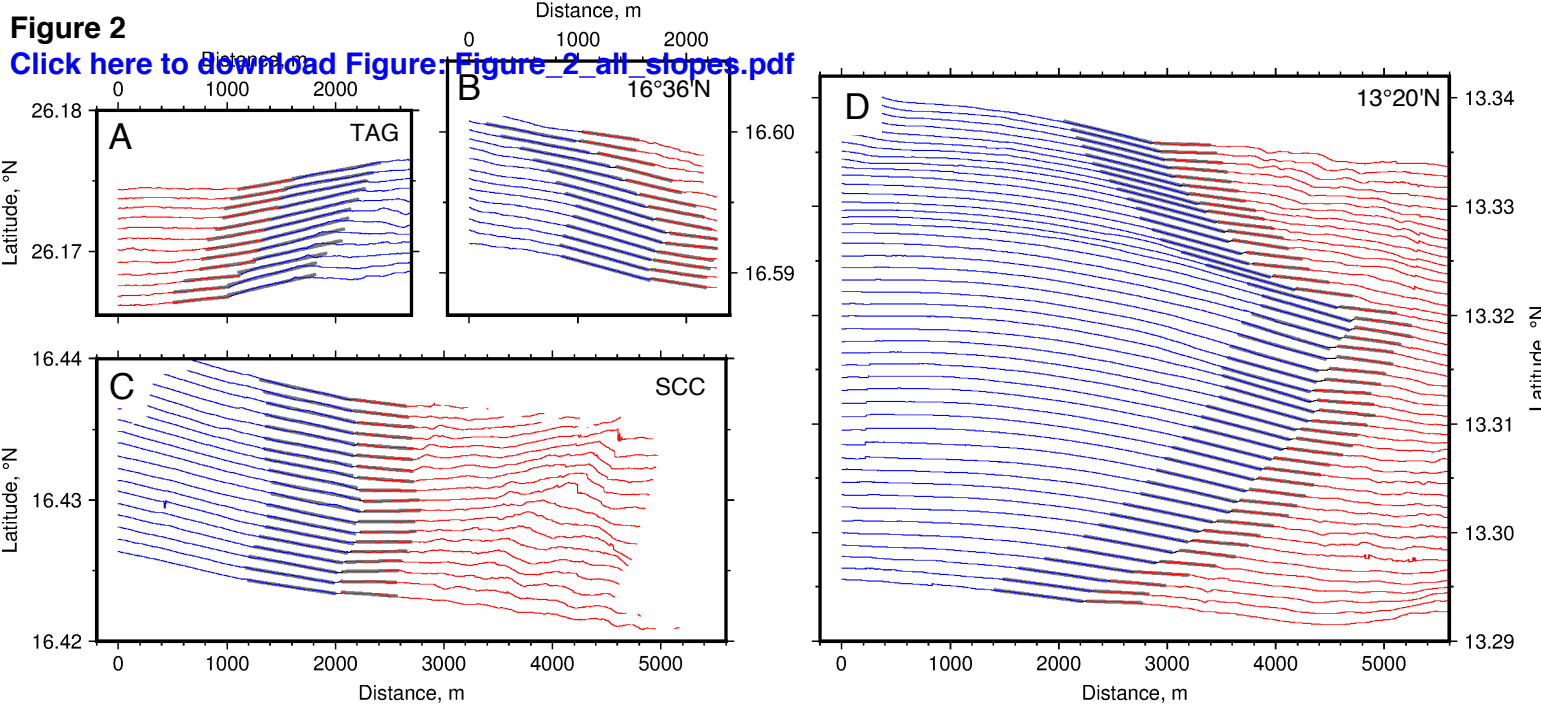 Figure 2
Click here to download Figure: Figure_2_all_slopes.pdf
Distance, m
0 1000 2000
Distance, m
0 1000 2000
A
TAG
26.18
26.17
Latitude, °N
B
16°36'N
16.60
16.59
C
SCC
16.44
16.43
16.42
Latitude, °N
0 1000 2000 3000 4000 5000
Distance, m
D
13°20'N
13.34
13.33
13.32
13.31
13.30
13.29
Latitude, °N
0 1000 2000 3000 4000 5000
Distance, m